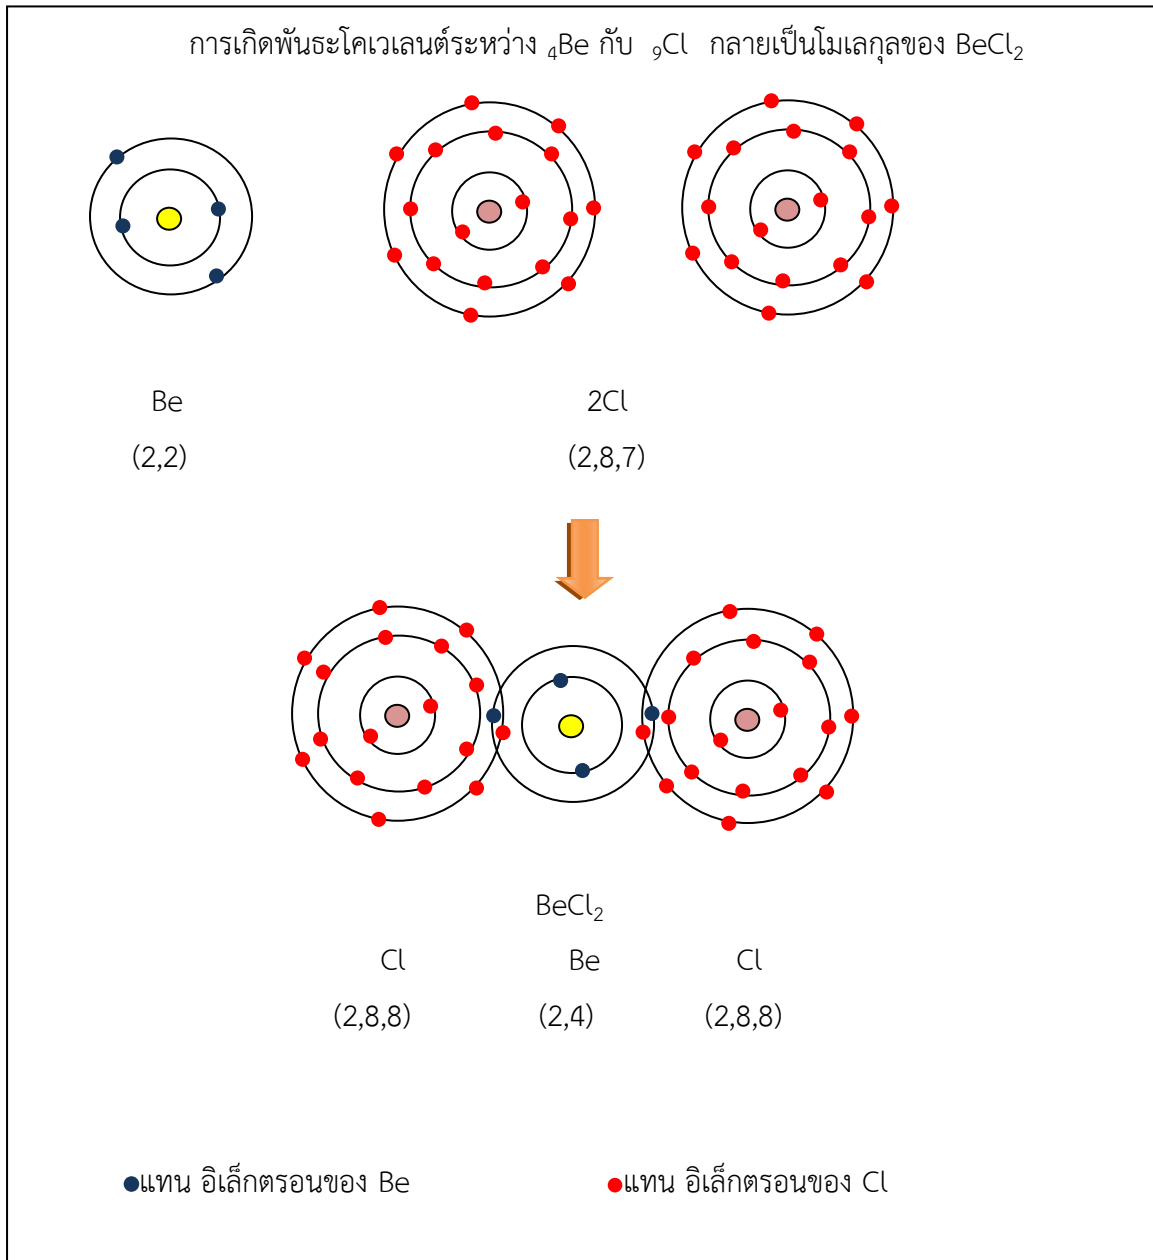 การเกิดพันธะโคเวเลนต์ระหว่าง ₄Be กับ ₉Cl กลายเป็นโมเลกุลของ BeCl₂
Be 2Cl
(2,2) (2,8,7)
BeCl₂
Cl Be Cl
(2,8,8) (2,4) (2,8,8)
แทน อิเล็กตรอนของ Be แทน อิเล็กตรอนของ Cl